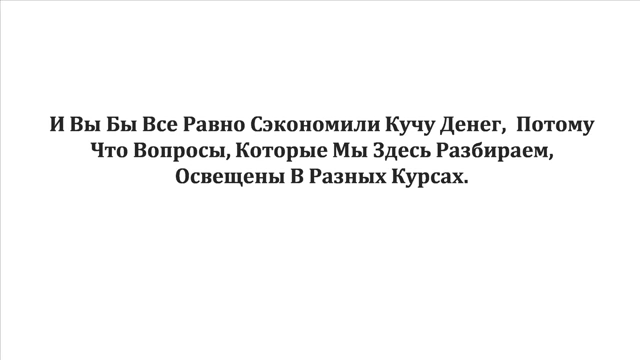 И Вы Бы Все Равно Сэкономили Кучу Денег,  Потому
Что Вопросы, Которые Мы Здесь Разбираем,
Освещены В Разных Курсах.